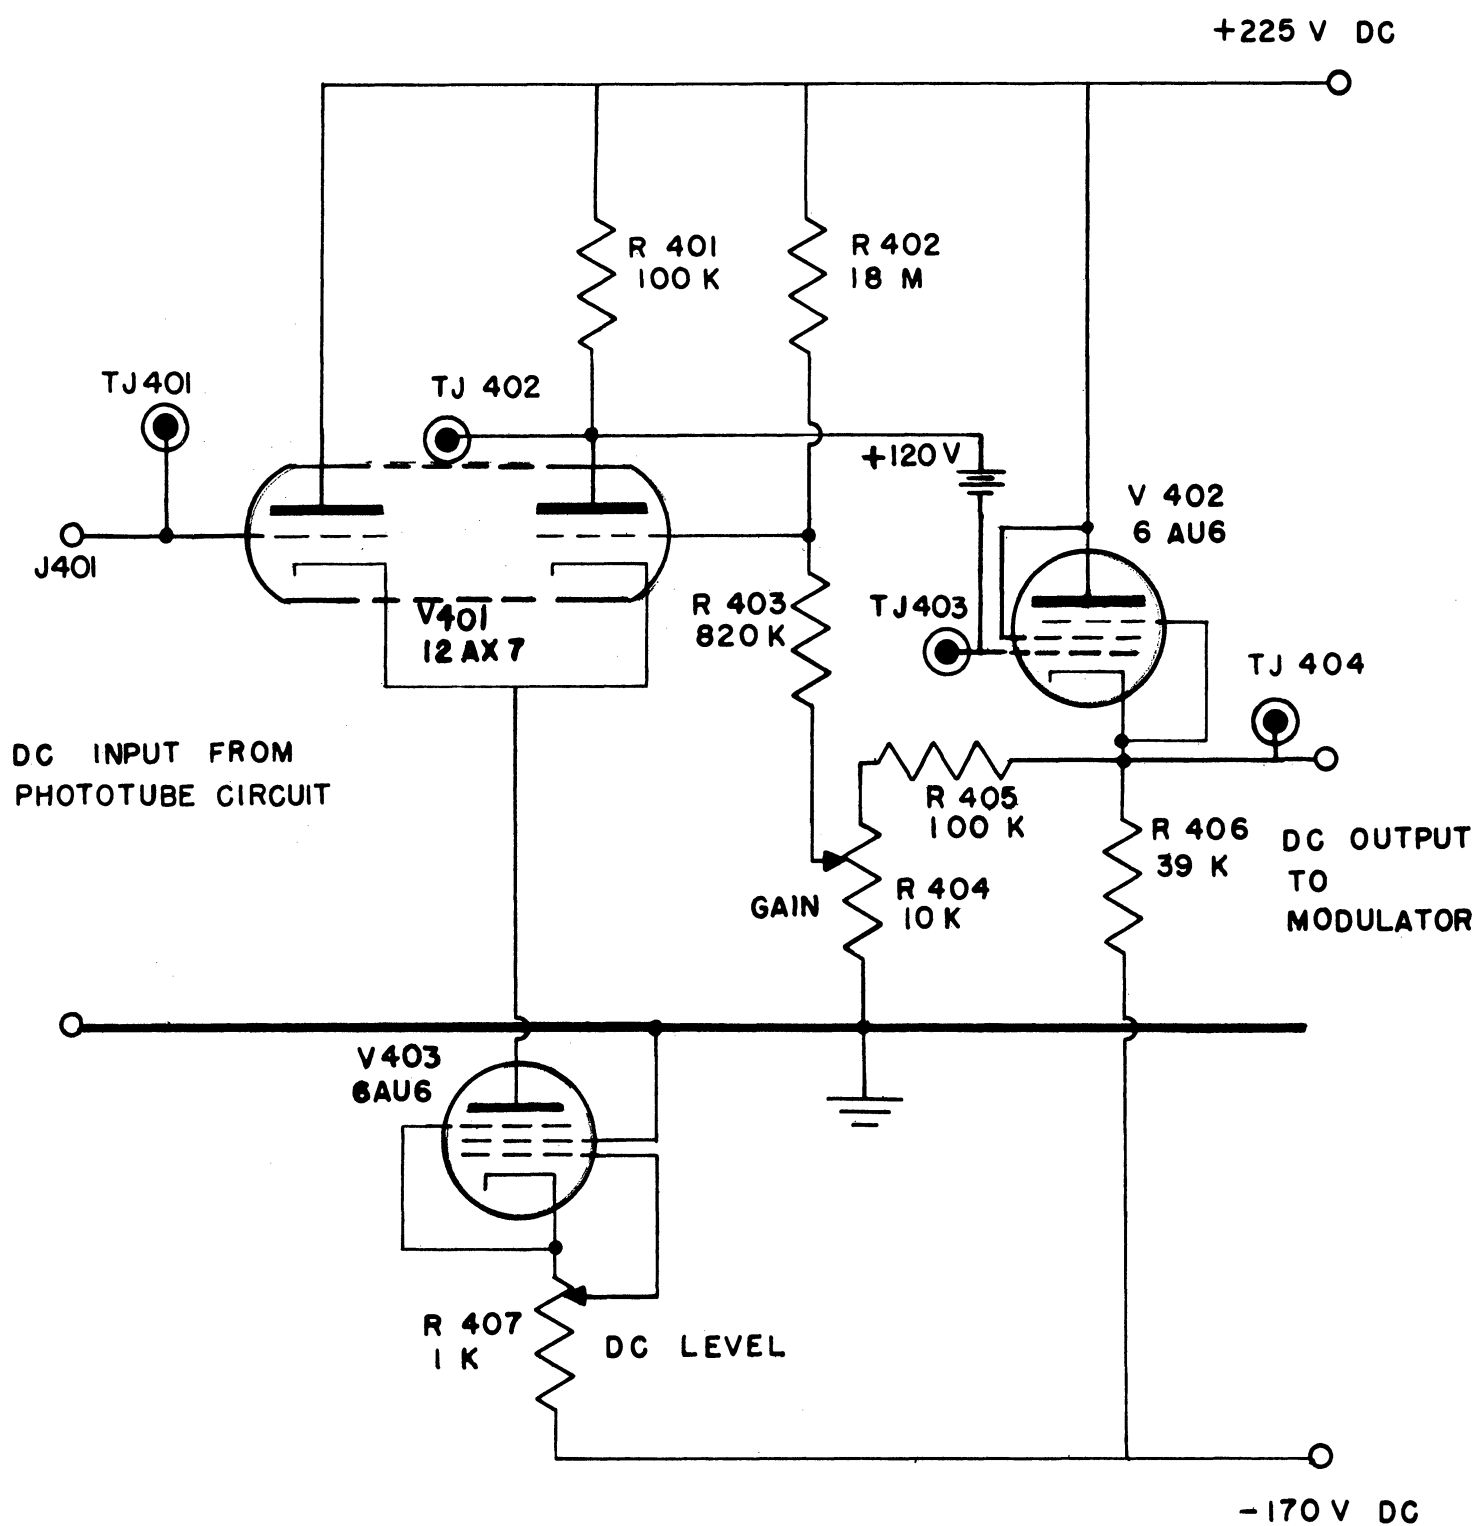 +225 V DC
R 401
100 K
R 402
18 M
TJ401
TJ 402
+120 V
V 402
6 AU6
J401
V401
12 AX 7
R 403
820 K
TJ403
TJ 404
DC INPUT FROM
PHOTOTUBE CIRCUIT
R 405
100 K
R 406
39 K
DC OUTPUT
TO
MODULATOR
GAIN
R 404
10 K
V403
6AU6
R 407
1 K
DC LEVEL
-170 V DC